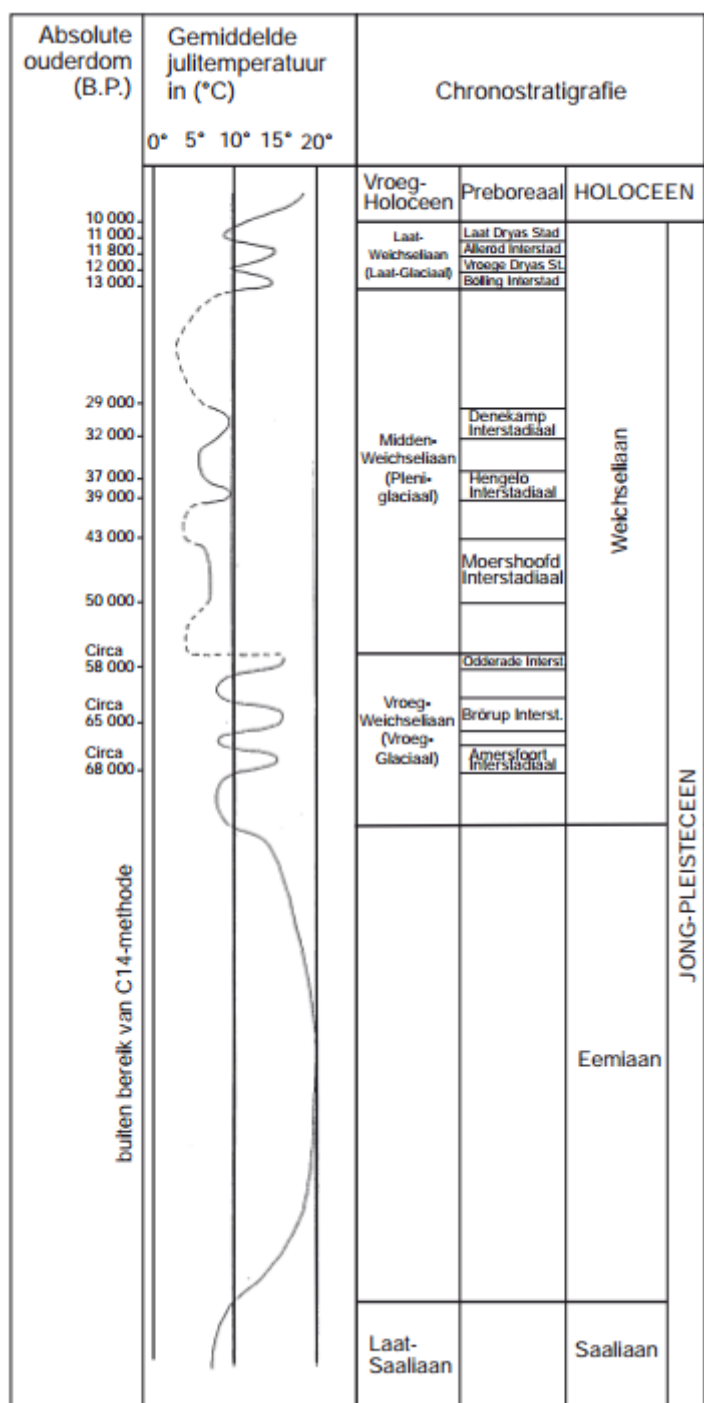 Absolute
ouderdom
(B.P.)
Gemiddelde
julitemperatuur
in (°C)
Chronostratigrafie
0° 5° 10° 15° 20°
Vroeg-
Holoceen
Preboreaal
HOLOCEEN
10 000
11 000
11 800
12 000
13 000
Laat-
Weichseliaan
(Laat-Glaciaal)
Laat Dryas Stad
Allerod Interstad
Vroege Dryas St.
Bölling Interstad
29 000
32 000
37 000
39 000
43 000
50 000
Midden-
Weichseliaan
(Pleni-
glaciaal)
Denekamp
Interstadiaal
Hengelo
Interstadiaal
Moershoofd
Interstadiaal
Weichseliaan
Circa
58 000
Circa
65 000
Circa
68 000
Vroeg-
Weichseliaan
(Vroeg-
Glaciaal)
Odderade Interst.
Brörup Interst.
Amersfoort
Interstadiaal
buiten bereik van C14-methode
Eemiaan
JONG-PLEISTECEEN
Laat-
Saaliaan
Saaliaan